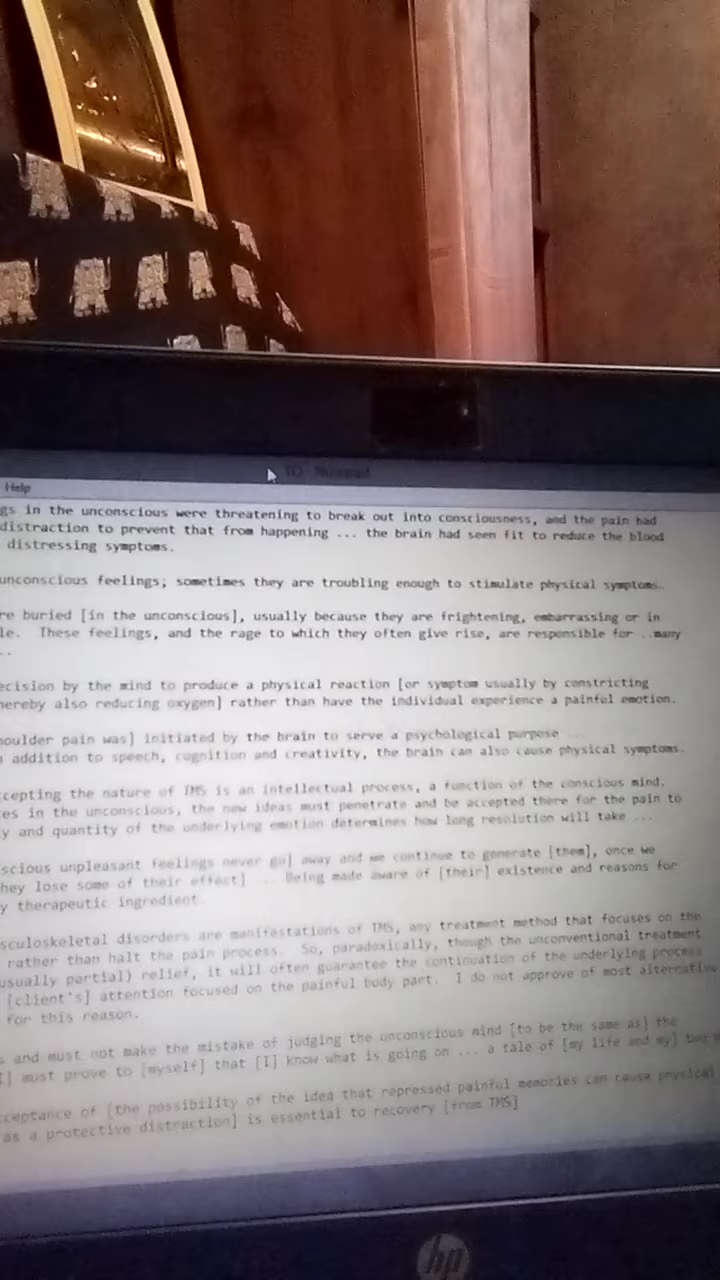 TO - Notepad
Help
gs in the unconscious were threatening to break out into consciousness, and the pain had
distraction to prevent that from happening ... the brain had seen fit to reduce the blood
distressing symptoms.
unconscious feelings; sometimes they are troubling enough to stimulate physical symptoms.
re buried [in the unconscious], usually because they are frightening, embarrassing or in
le. These feelings, and the rage to which they often give rise, are responsible for ..many
..
ecision by the mind to produce a physical reaction [or symptom usually by constricting
hereby also reducing oxygen] rather than have the individual experience a painful emotion.
houlder pain was] initiated by the brain to serve a psychological purpose ...
n addition to speech, cognition and creativity, the brain can also cause physical symptoms.
ccepting the nature of TMS is an intellectual process, a function of the conscious mind.
es in the unconscious, the new ideas must penetrate and be accepted there for the pain to
y and quantity of the underlying emotion determines how long resolution will take ...
scious unpleasant feelings never go] away and we continue to generate [them], once we
hey lose some of their effect] ... Being made aware of [their] existence and reasons for
y therapeutic ingredient.
sculoskeletal disorders are manifestations of TMS, any treatment method that focuses on the
rather than halt the pain process. So, paradoxically, though the unconventional treatment
usually partial) relief, it will often guarantee the continuation of the underlying process
[client's] attention focused on the painful body part. I do not approve of most alternative
for this reason.
s and must not make the mistake of judging the unconscious mind [to be the same as] the
I] must prove to [myself] that [I] know what is going on ... a tale of [my life and my] two
cceptance of [the possibility of the idea that repressed painful memories can cause physical
as a protective distraction] is essential to recovery [from TMS]
hp